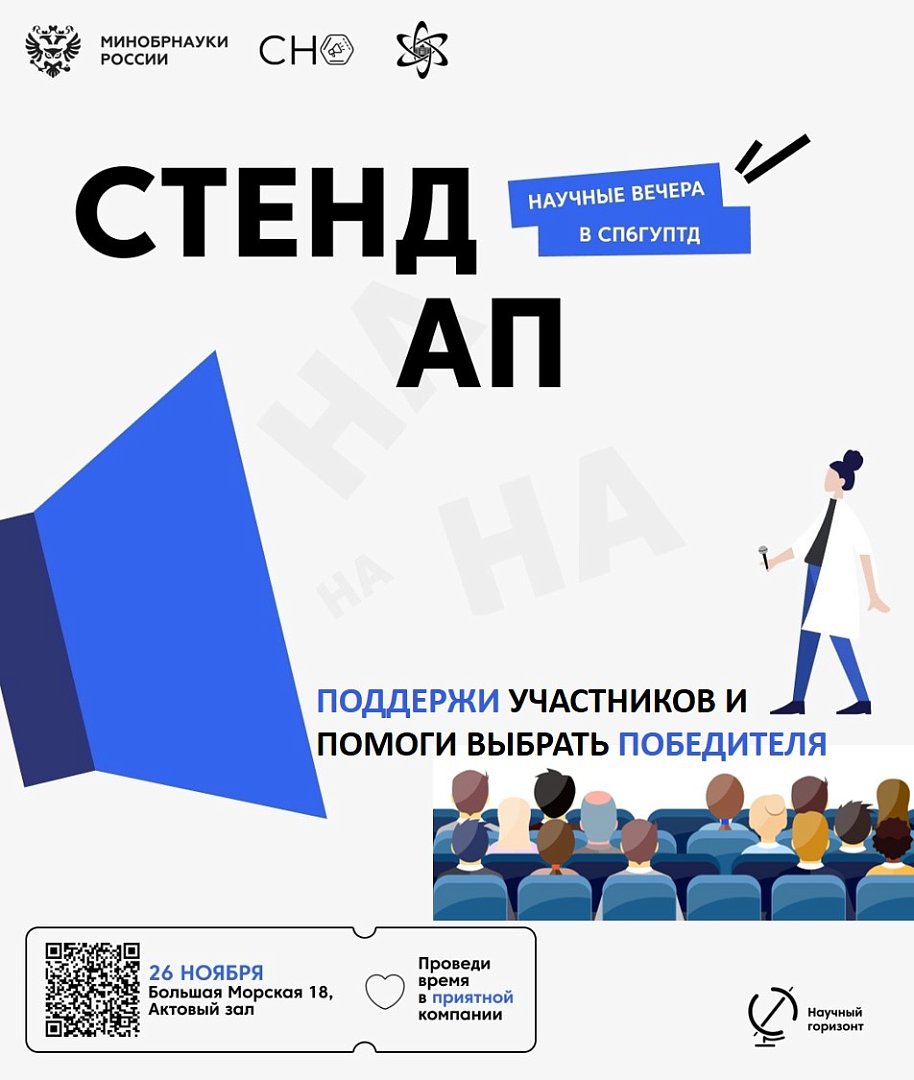 МИНОБРНАУКИ
РОССИИ
СН
СТЕНД
АП
НАУЧНЫЕ ВЕЧЕРА
В СПбГУПТД
НА
НА
НА
ПОДДЕРЖИ УЧАСТНИКОВ И
ПОМОГИ ВЫБРАТЬ ПОБЕДИТЕЛЯ
26 НОЯБРЯ
Большая Морская 18,
Актовый зал
Проведи
время
в приятной
компании
Научный
горизонт